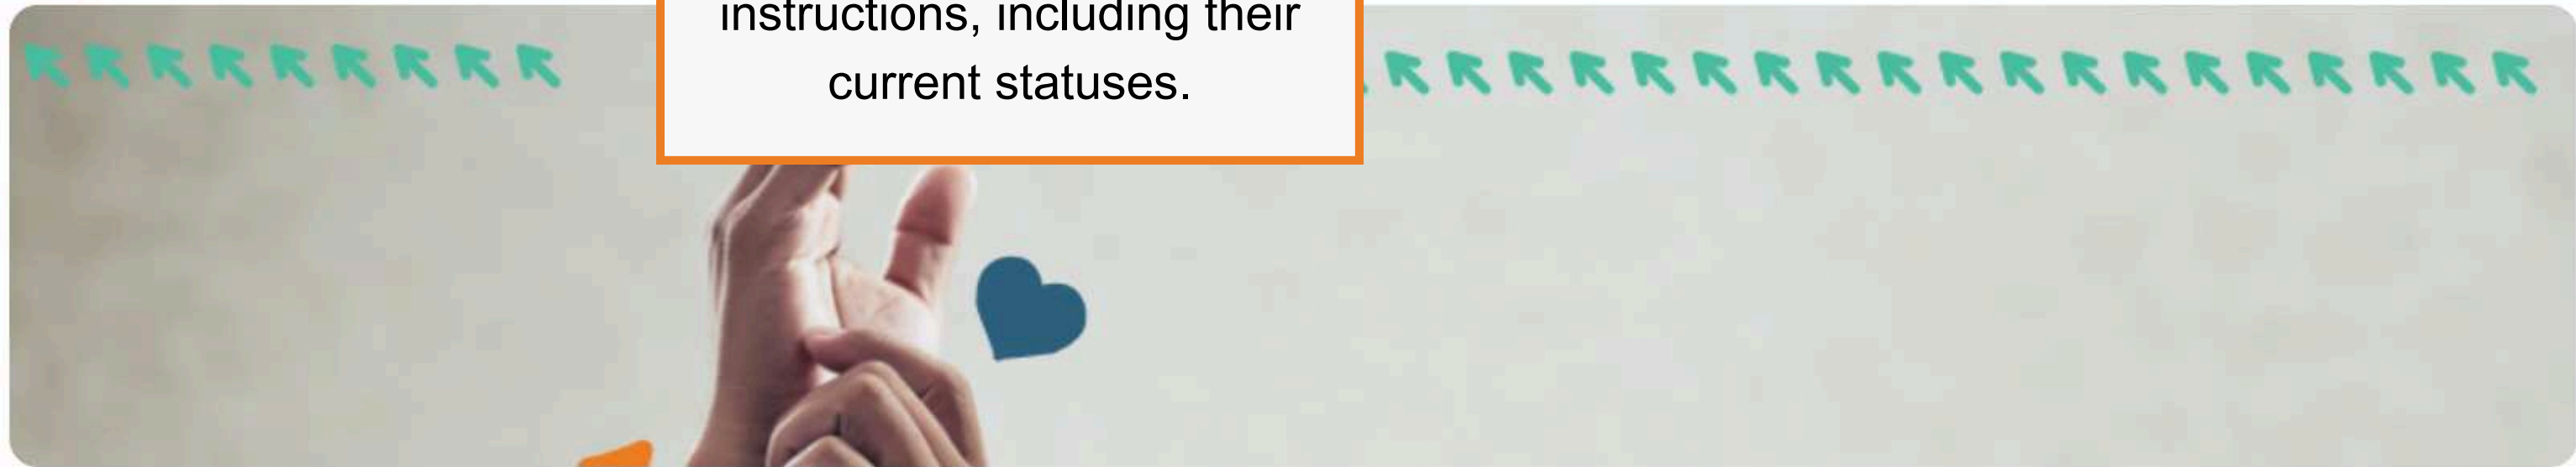 instructions, including their
current statuses.